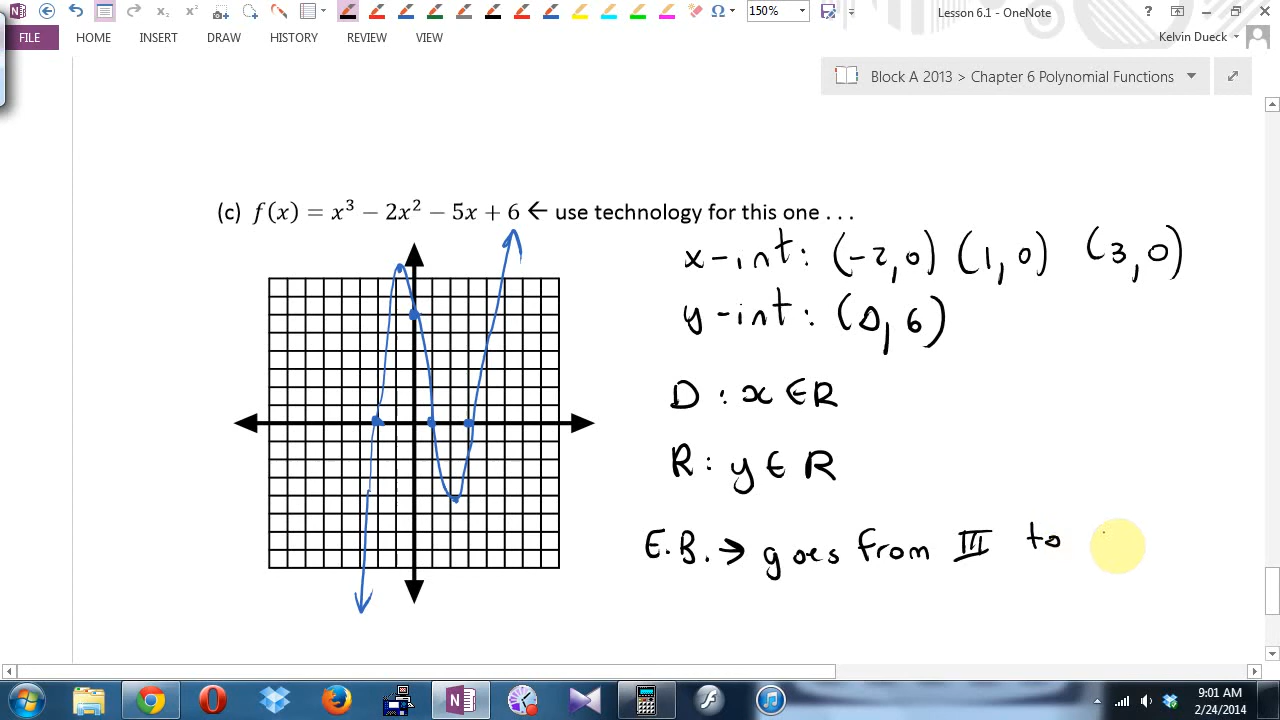 150%
Lesson 6.1 - OneNote
FILE HOME INSERT DRAW HISTORY REVIEW VIEW
Kelvin Dueck
Block A 2013 > Chapter 6 Polynomial Functions
(c) f(x) = x³ − 2x² − 5x + 6 ← use technology for this one . . .
x-int: (-2,0) (1,0) (3,0)
y-int: (0,6)
D : x ∈ R
R : y ∈ R
E.B. → goes from III to
9:01 AM
2/24/2014